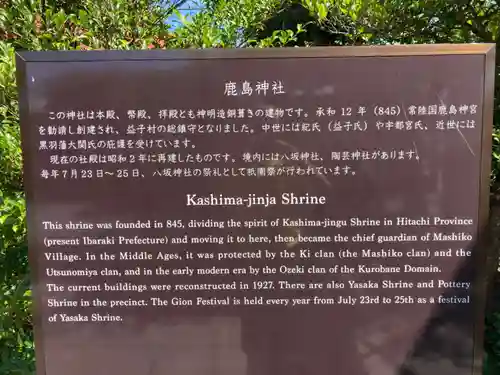 鹿島神社
この神社は本殿、幣殿、拝殿とも神明造銅葺きの建物です。承和 12 年（845）常陸国鹿島神宮
を勧請し創建され、益子村の総鎮守となりました。中世には紀氏（益子氏）や宇都宮氏、近世には
黒羽藩大関氏の庇護を受けています。
現在の社殿は昭和２年に再建したものです。境内には八坂神社、陶芸神社があります。
毎年７月 23 日〜 25 日、八坂神社の祭礼として祇園祭が行われています。
Kashima-jinja Shrine
This shrine was founded in 845, dividing the spirit of Kashima-jingu Shrine in Hitachi Province
(present Ibaraki Prefecture) and moving it to here, then became the chief guardian of Mashiko
Village. In the Middle Ages, it was protected by the Ki clan (the Mashiko clan) and the
Utsunomiya clan, and in the early modern era by the Ozeki clan of the Kurobane Domain.
The current buildings were reconstructed in 1927. There are also Yasaka Shrine and Pottery
Shrine in the precinct. The Gion Festival is held every year from July 23rd to 25th as a festival
of Yasaka Shrine.